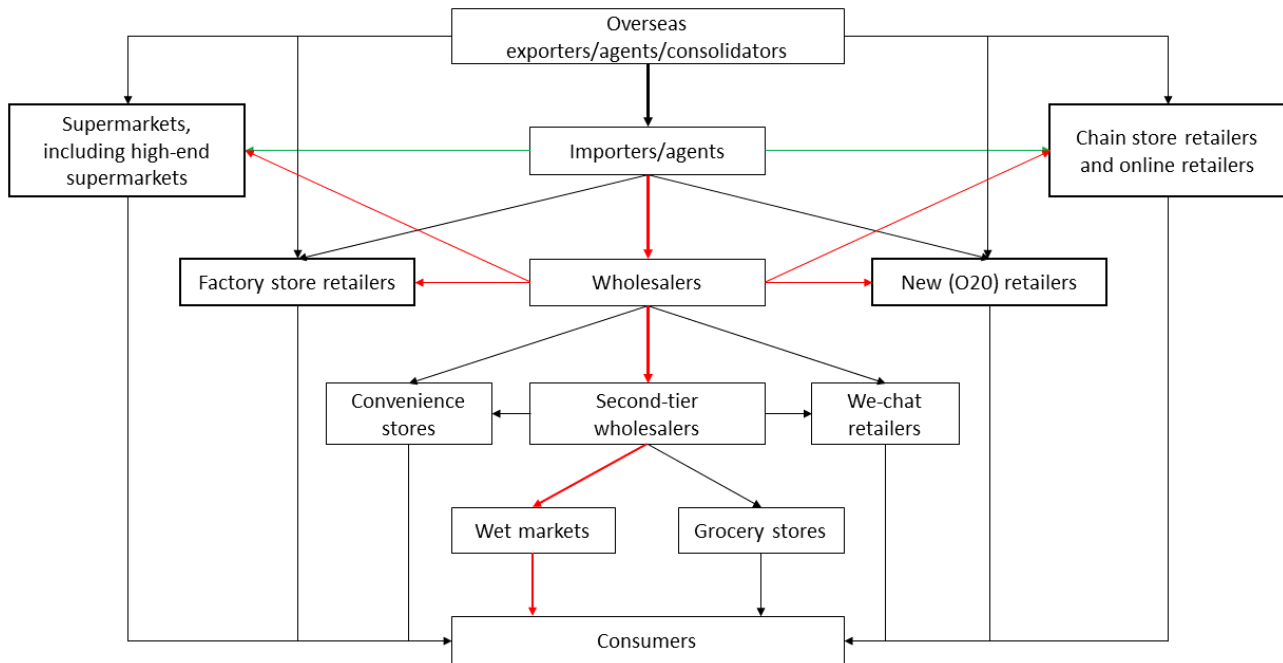 Overseas
exporters/agents/consolidators
Supermarkets,
including high-end
supermarkets
Importers/agents
Chain store retailers
and online retailers
Factory store retailers
Wholesalers
New (O20) retailers
Convenience
stores
Second-tier
wholesalers
We-chat
retailers
Wet markets
Grocery stores
Consumers